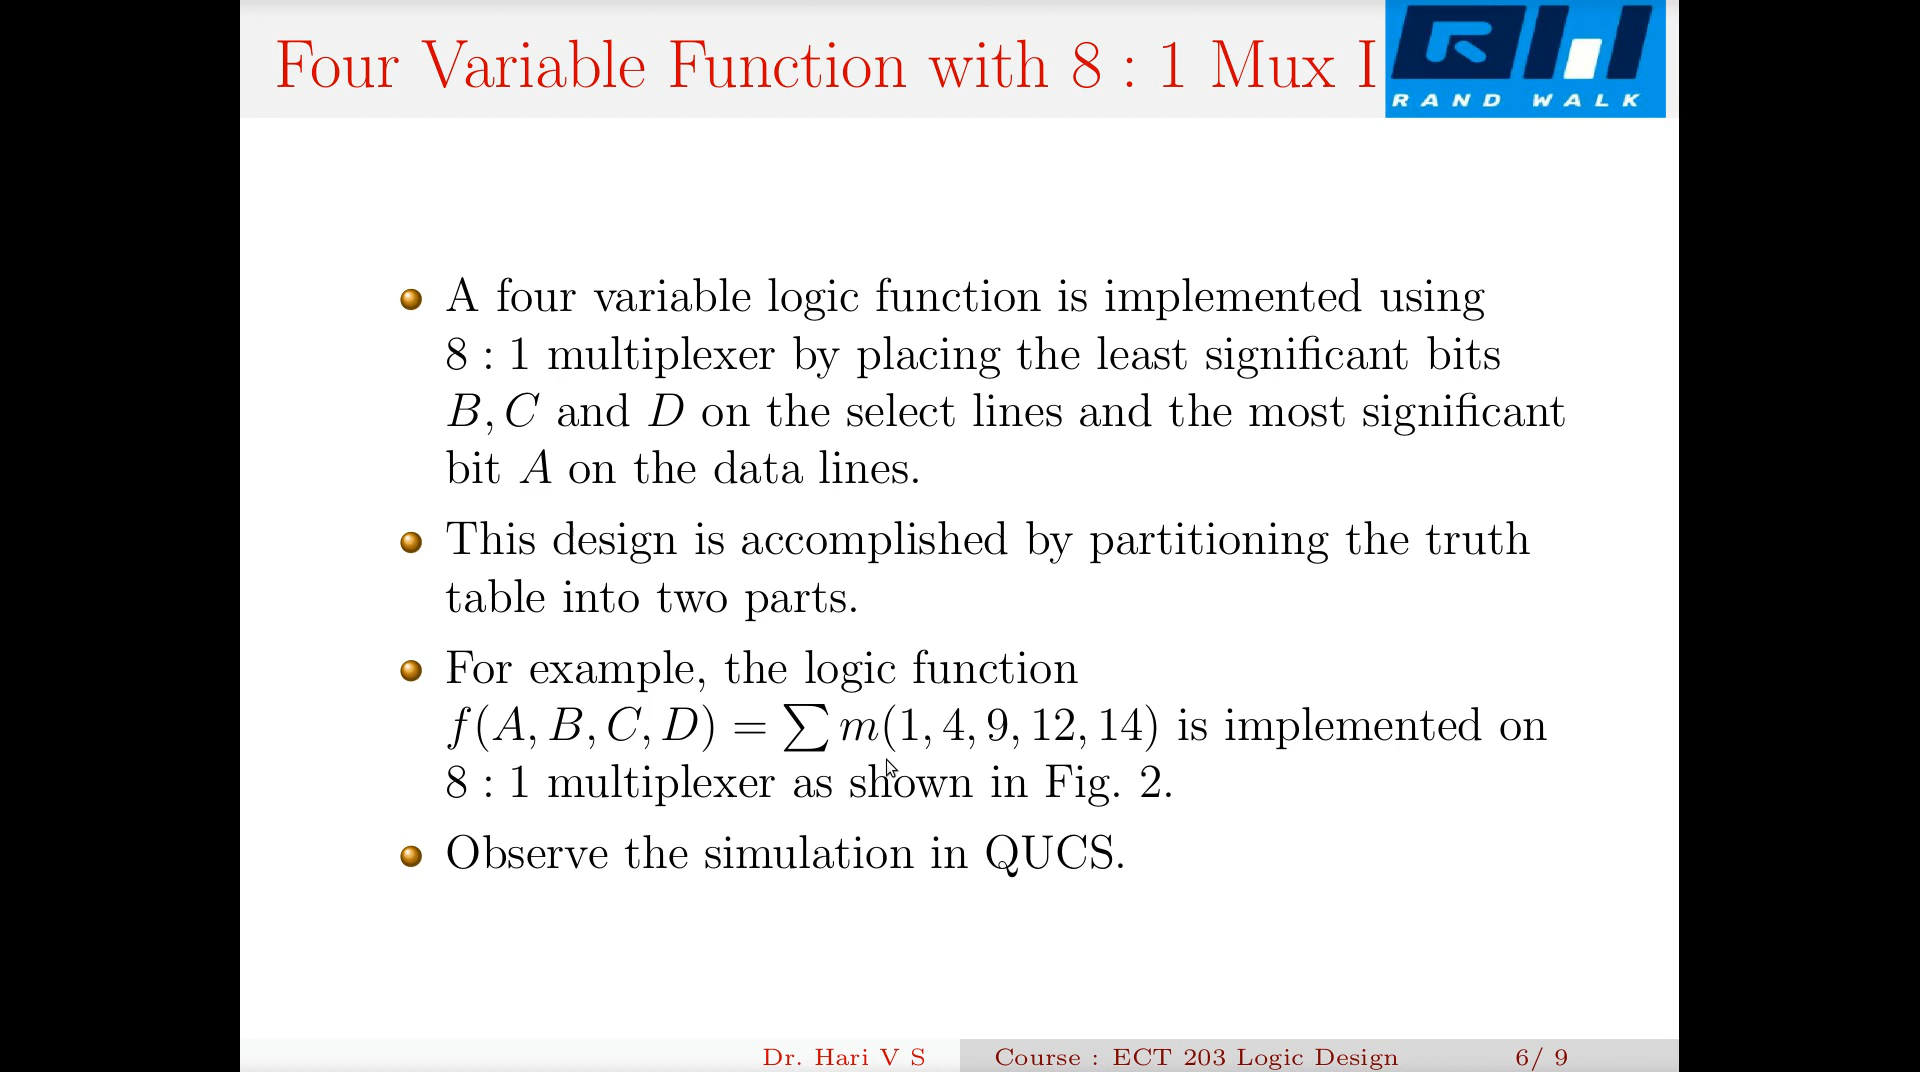 Four Variable Function with 8 : 1 Mux I
RAND WALK
A four variable logic function is implemented using
8 : 1 multiplexer by placing the least significant bits
B, C and D on the select lines and the most significant
bit A on the data lines.
This design is accomplished by partitioning the truth
table into two parts.
For example, the logic function
f(A, B, C, D) = ∑ m(1, 4, 9, 12, 14) is implemented on
8 : 1 multiplexer as shown in Fig. 2.
Observe the simulation in QUCS.
Dr. Hari V S Course : ECT 203 Logic Design 6/ 9